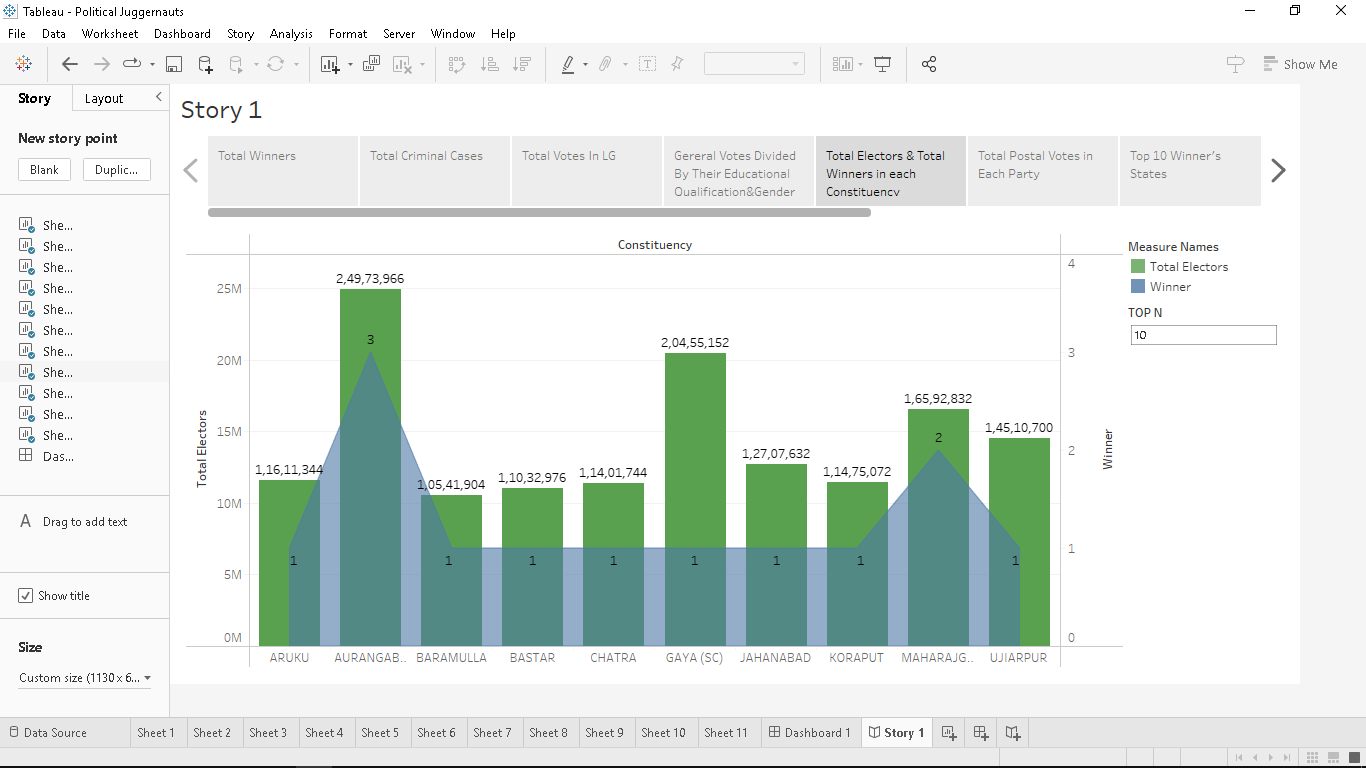 Tableau - Political Juggernauts
File Data Worksheet Dashboard Story Analysis Format Server Window Help
Show Me
Story Layout
New story point
Blank Duplic...
She...
She...
She...
She...
She...
She...
She...
She...
She...
She...
She...
Das...
A Drag to add text
Show title
Size
Custom size (1130 x 6...
Story 1
Total Winners
Total Criminal Cases
Total Votes In LG
Gereral Votes Divided
By Their Educational
Qualification&Gender
Total Electors & Total
Winners in each
Constituency
Total Postal Votes in
Each Party
Top 10 Winner's
States
Constituency
Total Electors
25M
20M
15M
10M
5M
0M
1,16,11,344
2,49,73,966
1,05,41,904
1,10,32,976
1,14,01,744
2,04,55,152
1,27,07,632
1,14,75,072
1,65,92,832
1,45,10,700
1
3
1
1
1
1
1
1
2
1
ARUKU AURANGAB.. BARAMULLA BASTAR CHATRA GAYA (SC) JAHANABAD KORAPUT MAHARAJG.. UJIARPUR
4
3
2
1
0
Winner
Measure Names
Total Electors
Winner
TOP N
10
Data Source Sheet 1 Sheet 2 Sheet 3 Sheet 4 Sheet 5 Sheet 6 Sheet 7 Sheet 8 Sheet 9 Sheet 10 Sheet 11 Dashboard 1 Story 1